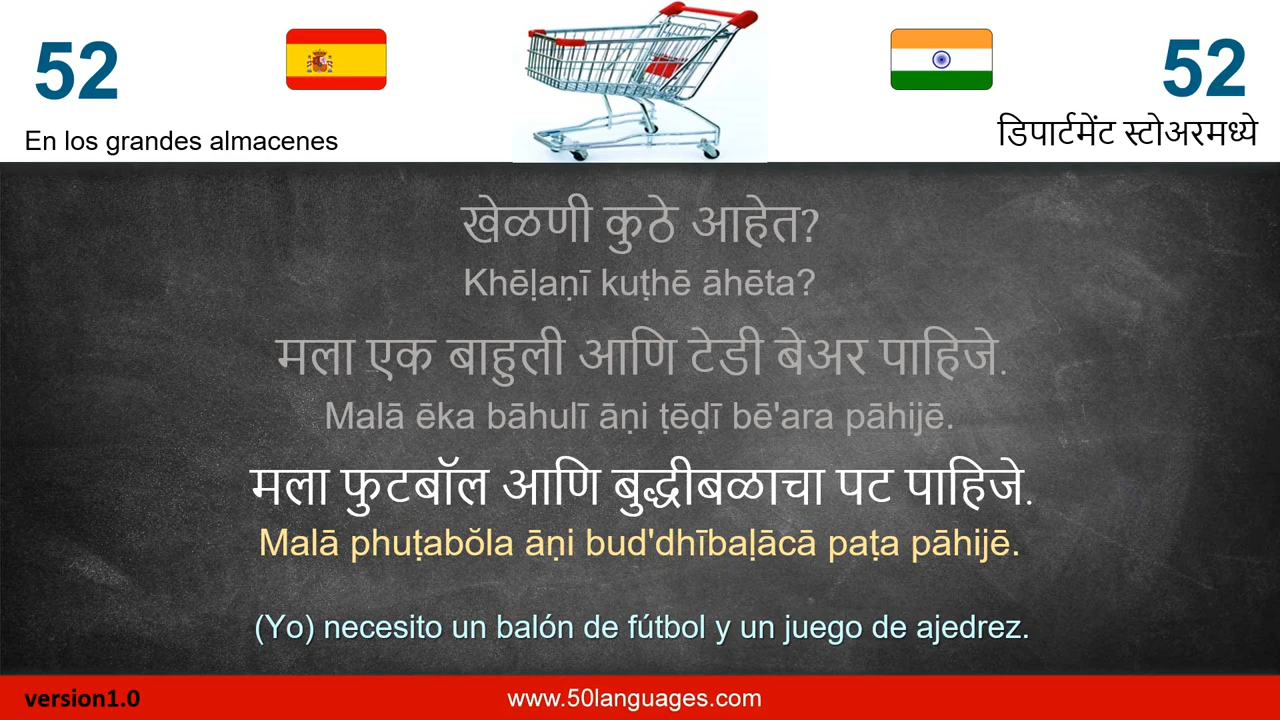 52
52
En los grandes almacenes
डिपार्टमेंट स्टोअरमध्ये
खेळणी कुठे आहेत?
Khēḷaṇī kuṭhē āhēta?
मला एक बाहुली आणि टेडी बेअर पाहिजे.
Malā ēka bāhulī āṇi ṭēḍī bē'ara pāhijē.
मला फुटबॉल आणि बुद्धीबळाचा पट पाहिजे.
Malā phuṭabŏla āṇi bud'dhībaḷācā paṭa pāhijē.
(Yo) necesito un balón de fútbol y un juego de ajedrez.
version1.0
www.50languages.com